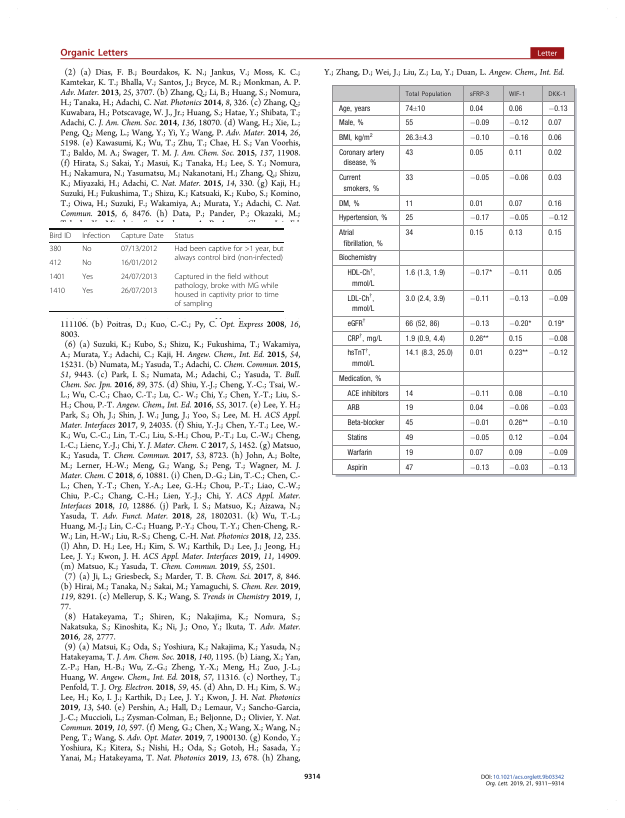 Organic Letters
Letter
(2) (a) Dias, F. B.; Bourdakos, K. N.; Jankus, V.; Moss, K. C.;
Kamtekar, K. T.; Bhalla, V.; Santos, J.; Bryce, M. R.; Monkman, A. P.
Adv. Mater. 2013, 25, 3707. (b) Zhang, Q.; Li, B.; Huang, S.; Nomura,
H.; Tanaka, H.; Adachi, C. Nat. Photonics 2014, 8, 326. (c) Zhang, Q.;
Kuwabara, H.; Potscavage, W. J., Jr.; Huang, S.; Hatae, Y.; Shibata, T.;
Adachi, C. J. Am. Chem. Soc. 2014, 136, 18070. (d) Wang, H.; Xie, L.;
Peng, Q.; Meng, L.; Wang, Y.; Yi, Y.; Wang, P. Adv. Mater. 2014, 26,
5198. (e) Kawasumi, K.; Wu, T.; Zhu, T.; Chae, H. S.; Van Voorhis,
T.; Baldo, M. A.; Swager, T. M. J. Am. Chem. Soc. 2015, 137, 11908.
(f) Hirata, S.; Sakai, Y.; Masui, K.; Tanaka, H.; Lee, S. Y.; Nomura,
H.; Nakamura, N.; Yasumatsu, M.; Nakanotani, H.; Zhang, Q.; Shizu,
K.; Miyazaki, H.; Adachi, C. Nat. Mater. 2015, 14, 330. (g) Kaji, H.;
Suzuki, H.; Fukushima, T.; Shizu, K.; Katsuaki, K.; Kubo, S.; Komino,
T.; Oiwa, H.; Suzuki, F.; Wakamiya, A.; Murata, Y.; Adachi, C. Nat.
Commun. 2015, 6, 8476. (h) Data, P.; Pander, P.; Okazaki, M.;
Bird ID Infection Capture Date Status
380 No 07/13/2012 Had been captive for >1 year, but
always control bird (non-infected)
412 No 16/01/2012
1401 Yes 24/07/2013 Captured in the field without
pathology, broke with MG while
1410 Yes 26/07/2013 housed in captivity prior to time
of sampling
111106. (b) Poitras, D.; Kuo, C.-C.; Py, C. Opt. Express 2008, 16,
8003.
(6) (a) Suzuki, K.; Kubo, S.; Shizu, K.; Fukushima, T.; Wakamiya,
A.; Murata, Y.; Adachi, C.; Kaji, H. Angew. Chem., Int. Ed. 2015, 54,
15231. (b) Numata, M.; Yasuda, T.; Adachi, C. Chem. Commun. 2015,
51, 9443. (c) Park, I. S.; Numata, M.; Adachi, C.; Yasuda, T. Bull.
Chem. Soc. Jpn. 2016, 89, 375. (d) Shiu, Y.-J.; Cheng, Y.-C.; Tsai, W.-
L.; Wu, C.-C.; Chao, C.-T.; Lu, C.- W.; Chi, Y.; Chen, Y.-T.; Liu, S.-
H.; Chou, P.-T. Angew. Chem., Int. Ed. 2016, 55, 3017. (e) Lee, Y. H.;
Park, S.; Oh, J.; Shin, J. W.; Jung, J.; Yoo, S.; Lee, M. H. ACS Appl.
Mater. Interfaces 2017, 9, 24035. (f) Shiu, Y.-J.; Chen, Y.-T.; Lee, W.-
K.; Wu, C.-C.; Lin, T.-C.; Liu, S.-H.; Chou, P.-T.; Lu, C.-W.; Cheng,
I.-C.; Lienc, Y.-J.; Chi, Y. J. Mater. Chem. C 2017, 5, 1452. (g) Matsuo,
K.; Yasuda, T. Chem. Commun. 2017, 53, 8723. (h) John, A.; Bolte,
M.; Lerner, H.-W.; Meng, G.; Wang, S.; Peng, T.; Wagner, M. J.
Mater. Chem. C 2018, 6, 10881. (i) Chen, D.-G.; Lin, T.-C.; Chen, C.-
L.; Chen, Y.-T.; Chen, Y.-A.; Lee, G.-H.; Chou, P.-T.; Liao, C.-W.;
Chiu, P.-C.; Chang, C.-H.; Lien, Y.-J.; Chi, Y. ACS Appl. Mater.
Interfaces 2018, 10, 12886. (j) Park, I. S.; Matsuo, K.; Aizawa, N.;
Yasuda, T. Adv. Funct. Mater. 2018, 28, 1802031. (k) Wu, T.-L.;
Huang, M.-J.; Lin, C.-C.; Huang, P.-Y.; Chou, T.-Y.; Chen-Cheng, R.-
W.; Lin, H.-W.; Liu, R.-S.; Cheng, C.-H. Nat. Photonics 2018, 12, 235.
(l) Ahn, D. H.; Lee, H.; Kim, S. W.; Karthik, D.; Lee, J.; Jeong, H.;
Lee, J. Y.; Kwon, J. H. ACS Appl. Mater. Interfaces 2019, 11, 14909.
(m) Matsuo, K.; Yasuda, T. Chem. Commun. 2019, 55, 2501.
(7) (a) Ji, L.; Griesbeck, S.; Marder, T. B. Chem. Sci. 2017, 8, 846.
(b) Hirai, M.; Tanaka, N.; Sakai, M.; Yamaguchi, S. Chem. Rev. 2019,
119, 8291. (c) Mellerup, S. K.; Wang, S. Trends in Chemistry 2019, 1,
77.
(8) Hatakeyama, T.; Shiren, K.; Nakajima, K.; Nomura, S.;
Nakatsuka, S.; Kinoshita, K.; Ni, J.; Ono, Y.; Ikuta, T. Adv. Mater.
2016, 28, 2777.
(9) (a) Matsui, K.; Oda, S.; Yoshiura, K.; Nakajima, K.; Yasuda, N.;
Hatakeyama, T. J. Am. Chem. Soc. 2018, 140, 1195. (b) Liang, X.; Yan,
Z.-P.; Han, H.-B.; Wu, Z.-G.; Zheng, Y.-X.; Meng, H.; Zuo, J.-L.;
Huang, W. Angew. Chem., Int. Ed. 2018, 57, 11316. (c) Northey, T.;
Penfold, T. J. Org. Electron. 2018, 59, 45. (d) Ahn, D. H.; Kim, S. W.;
Lee, H.; Ko, I. J.; Karthik, D.; Lee, J. Y.; Kwon, J. H. Nat. Photonics
2019, 13, 540. (e) Pershin, A.; Hall, D.; Lemaur, V.; Sancho-Garcia,
J.-C.; Muccioli, L.; Zysman-Colman, E.; Beljonne, D.; Olivier, Y. Nat.
Commun. 2019, 10, 597. (f) Meng, G.; Chen, X.; Wang, X.; Wang, N.;
Peng, T.; Wang, S. Adv. Opt. Mater. 2019, 7, 1900130. (g) Kondo, Y.;
Yoshiura, K.; Kitera, S.; Nishi, H.; Oda, S.; Gotoh, H.; Sasada, Y.;
Yanai, M.; Hatakeyama, T. Nat. Photonics 2019, 13, 678. (h) Zhang,
Y.; Zhang, D.; Wei, J.; Liu, Z.; Lu, Y.; Duan, L. Angew. Chem., Int. Ed.
Total Population sFRP-3 WIF-1 DKK-1
Age, years 74±10 0.04 0.06 −0.13
Male, % 55 −0.09 −0.12 0.07
BMI, kg/m² 26.3±4.3 −0.10 −0.16 0.06
Coronary artery 43 0.05 0.11 0.02
disease, %
Current 33 −0.05 −0.06 0.03
smokers, %
DM, % 11 0.01 0.07 0.16
Hypertension, % 25 −0.17 −0.05 −0.12
Atrial 34 0.15 0.13 0.15
fibrillation, %
Biochemistry
HDL-Ch†, 1.6 (1.3, 1.9) −0.17* −0.11 0.05
mmol/L
LDL-Ch†, 3.0 (2.4, 3.9) −0.11 −0.13 −0.09
mmol/L
eGFR† 66 (52, 86) −0.13 −0.20* 0.19*
CRP†, mg/L 1.9 (0.9, 4.4) 0.26** 0.15 −0.08
hsTnT†, 14.1 (8.3, 25.0) 0.01 0.23** −0.12
mmol/L
Medication, %
ACE inhibitors 14 −0.11 0.08 −0.10
ARB 19 0.04 −0.06 −0.03
Beta-blocker 45 −0.01 0.26** −0.10
Statins 49 −0.05 0.12 −0.04
Warfarin 19 0.07 0.09 −0.09
Aspirin 47 −0.13 −0.03 −0.13
9314
DOI: 10.1021/acs.orglett.9b03342
Org. Lett. 2019, 21, 9311−9314